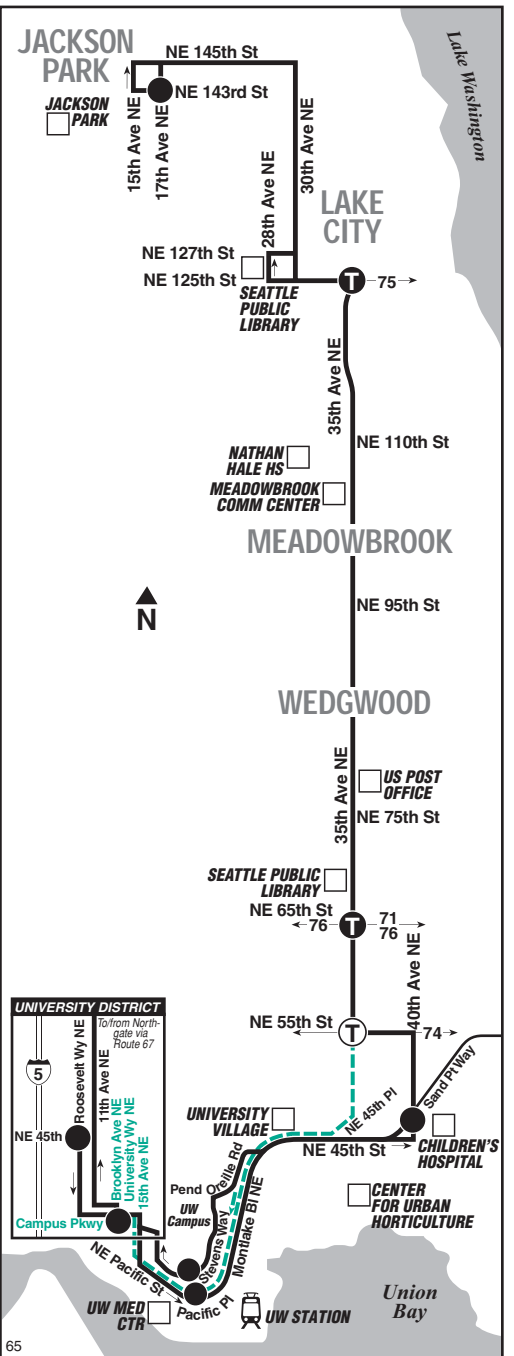 JACKSON
PARK
NE 145th St
Lake Washington
NE 143rd St
JACKSON
PARK
15th Ave NE
17th Ave NE
30th Ave NE
28th Ave NE
LAKE
CITY
NE 127th St
NE 125th St
T
75
SEATTLE
PUBLIC
LIBRARY
35th Ave NE
NE 110th St
NATHAN
HALE HS
MEADOWBROOK
COMM CENTER
MEADOWBROOK
N
NE 95th St
WEDGWOOD
35th Ave NE
US POST
OFFICE
NE 75th St
SEATTLE PUBLIC
LIBRARY
NE 65th St
76
T
71
76
40th Ave NE
NE 55th St
T
74
Sand Pt Way
NE 45th Pl
UNIVERSITY
VILLAGE
NE 45th St
CHILDREN'S
HOSPITAL
CENTER
FOR URBAN
HORTICULTURE
UNIVERSITY DISTRICT
To/from North-
gate via
Route 67
5
Roosevelt Wy NE
11th Ave NE
NE 45th
Brooklyn Ave NE
University Wy NE
15th Ave NE
Campus Pkwy
Pend Oreille Rd
UW
Campus
Stevens Way
Montlake Bl NE
NE Pacific St
Pacific Pl
UW MED
CTR
UW STATION
Union
Bay
65